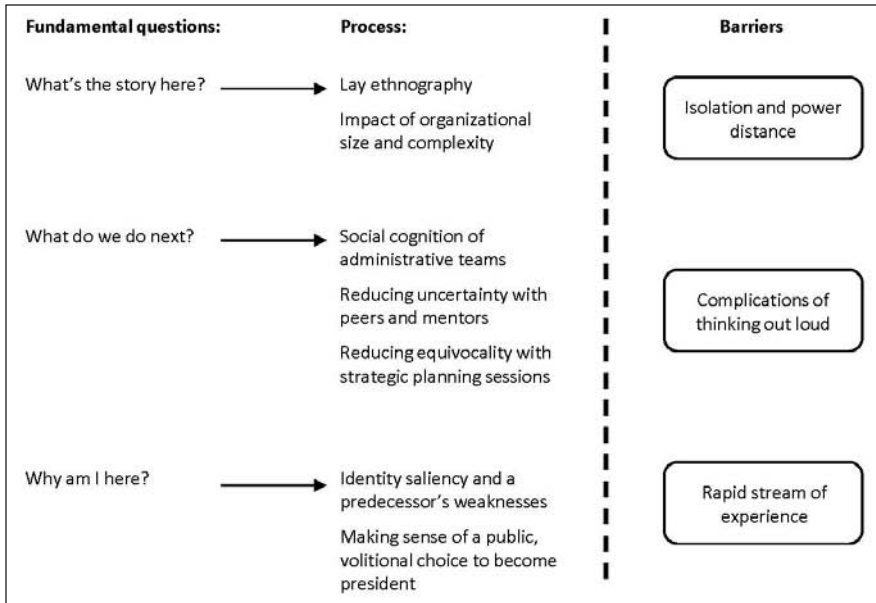 Fundamental questions:
Process:
Barriers
What's the story here?
Lay ethnography
Impact of organizational
size and complexity
Isolation and power
distance
What do we do next?
Social cognition of
administrative teams
Reducing uncertainty with
peers and mentors
Reducing equivocality with
strategic planning sessions
Complications of
thinking out loud
Why am I here?
Identity saliency and a
predecessor's weaknesses
Making sense of a public,
volitional choice to become
president
Rapid stream of
experience